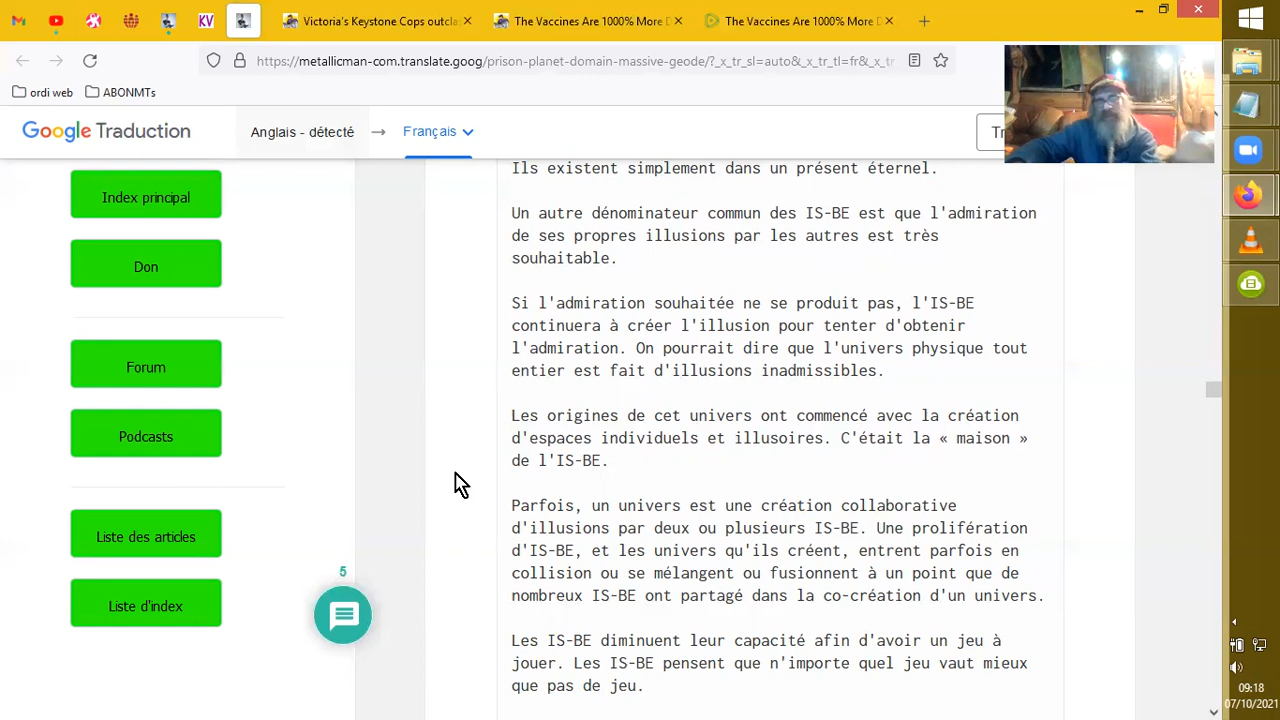 Victoria's Keystone Cops outcla
The Vaccines Are 1000% More D
The Vaccines Are 1000% More D
KV
https://metallicman-com.translate.goog/prison-planet-domain-massive-geode/?_x_tr_sl=auto&_x_tr_tl=fr&_x_tr
ordi web
ABONMTs
Google Traduction
Anglais - détecté
Français
Index principal
Don
Forum
Podcasts
Liste des articles
Liste d'index
5
Ils existent simplement dans un présent éternel.
Un autre dénominateur commun des IS-BE est que l'admiration
de ses propres illusions par les autres est très
souhaitable.
Si l'admiration souhaitée ne se produit pas, l'IS-BE
continuera à créer l'illusion pour tenter d'obtenir
l'admiration. On pourrait dire que l'univers physique tout
entier est fait d'illusions inadmissibles.
Les origines de cet univers ont commencé avec la création
d'espaces individuels et illusoires. C'était la « maison »
de l'IS-BE.
Parfois, un univers est une création collaborative
d'illusions par deux ou plusieurs IS-BE. Une prolifération
d'IS-BE, et les univers qu'ils créent, entrent parfois en
collision ou se mélangent ou fusionnent à un point que de
nombreux IS-BE ont partagé dans la co-création d'un univers.
Les IS-BE diminuent leur capacité afin d'avoir un jeu à
jouer. Les IS-BE pensent que n'importe quel jeu vaut mieux
que pas de jeu.
09:18
07/10/2021